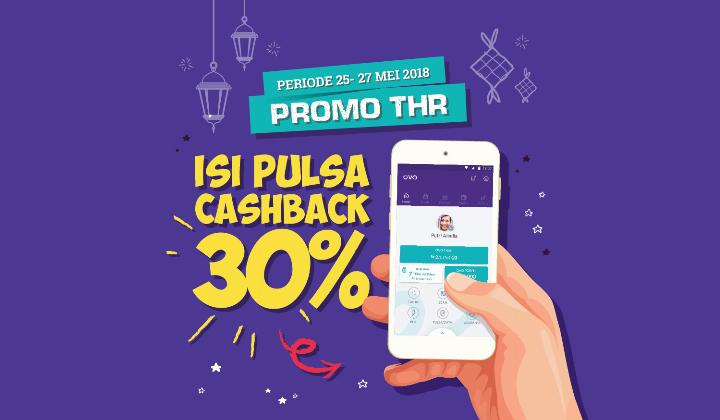 PERIODE 25- 27 MEI 2018
PROMO THR
ISI PULSA
CASHBACK
30%
OVO